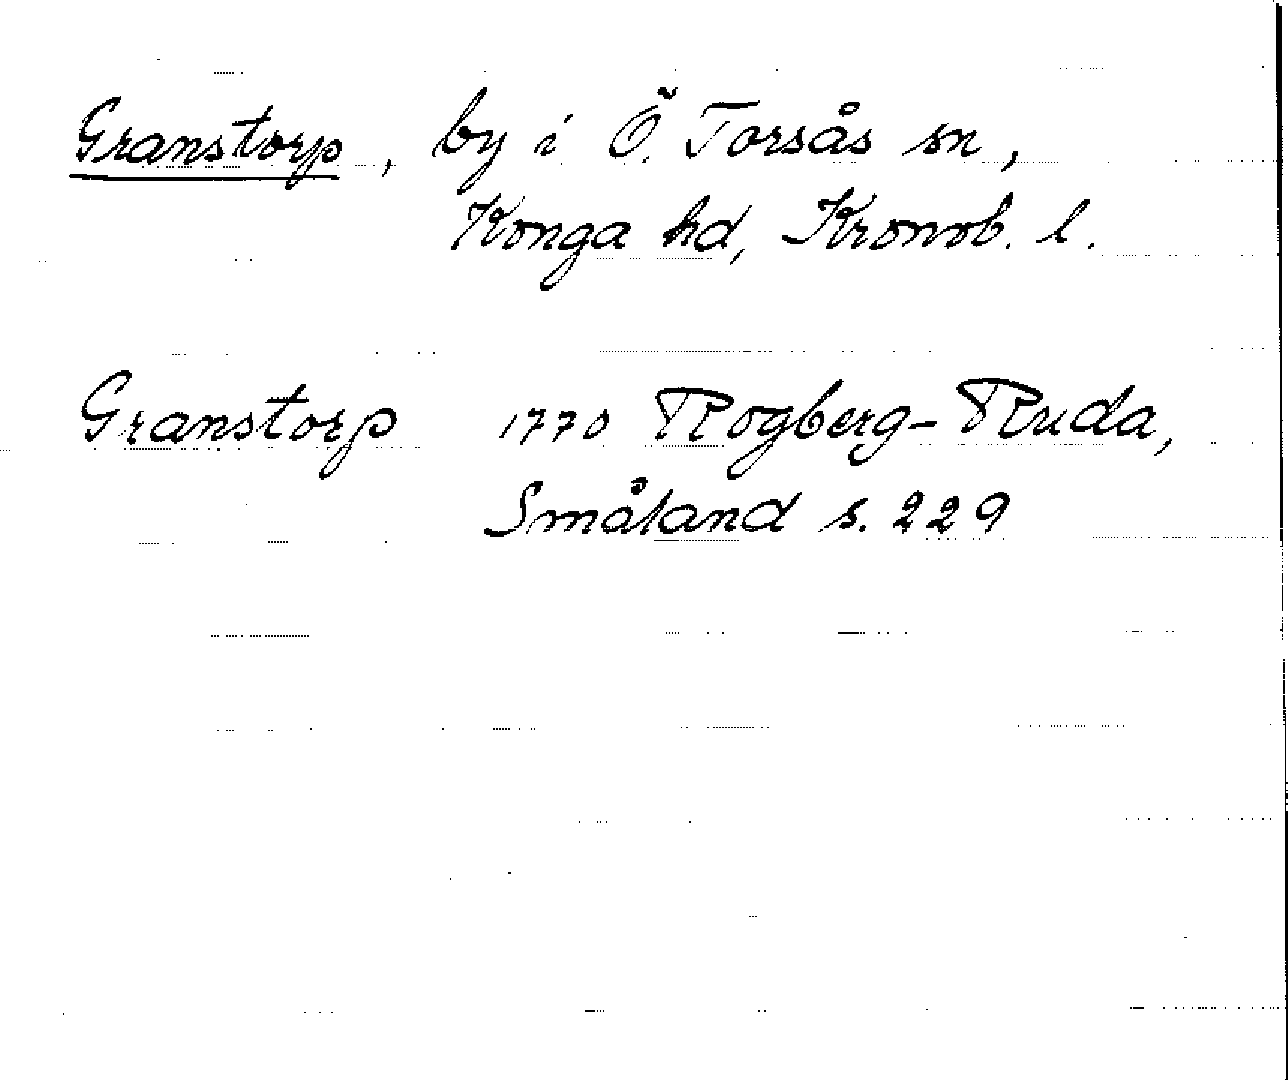 Granstorp, by i Ö. Torsås sn,
Konga hd, Kronob. l.
Granstorp 1770 Rogberg-Ruda,
Småland s. 229